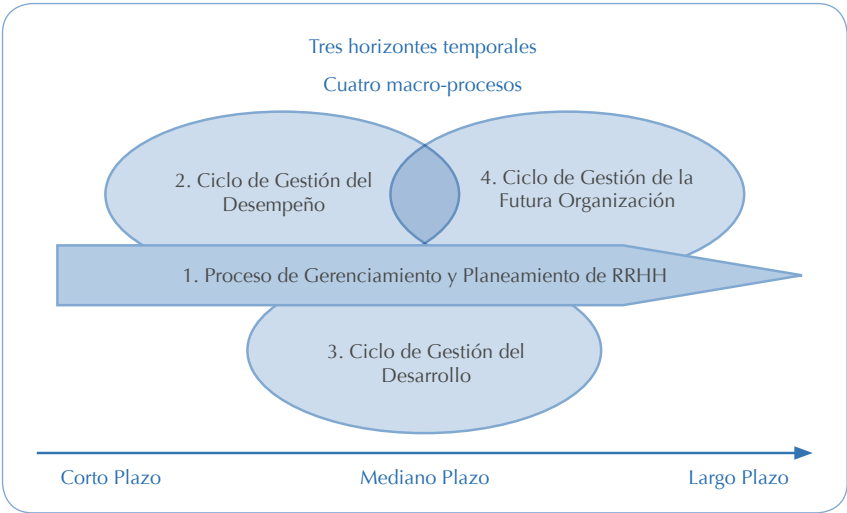 Tres horizontes temporales
Cuatro macro-procesos
2. Ciclo de Gestión del
Desempeño
4. Ciclo de Gestión de la
Futura Organización
1. Proceso de Gerenciamiento y Planeamiento de RRHH
3. Ciclo de Gestión del
Desarrollo
Corto Plazo
Mediano Plazo
Largo Plazo